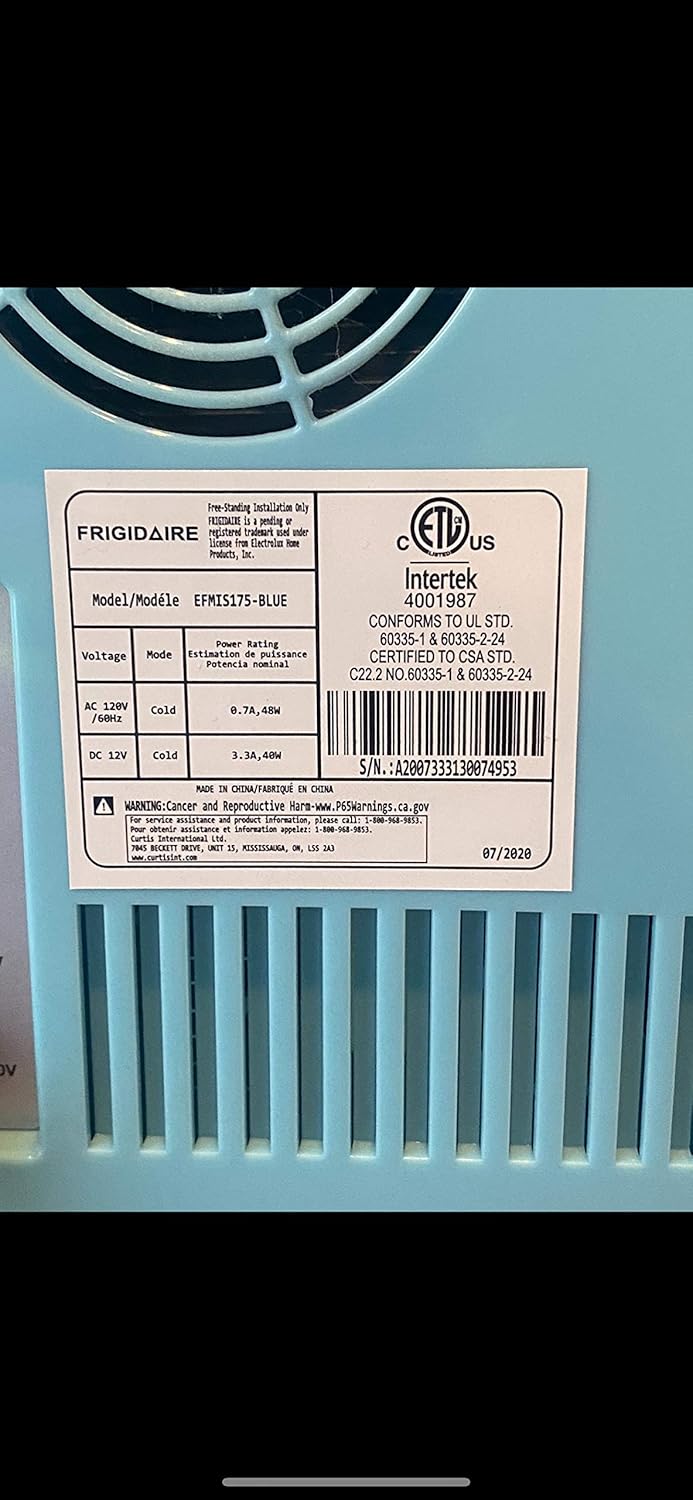 FRIGIDAIRE
Free-Standing Installation Only
FRIGIDAIRE is a pending or
registered trademark used under
license from Electrolux Home
Products, Inc.
Model/Modéle EFMIS175-BLUE
Voltage
Mode
Power Rating
Estimation de puissance
Potencia nominal
AC 120V
/60Hz
Cold
0.7A,48W
DC 12V
Cold
3.3A,40W
C ETL CM US
LISTED
Intertek
4001987
CONFORMS TO UL STD.
60335-1 & 60335-2-24
CERTIFIED TO CSA STD.
C22.2 NO.60335-1 & 60335-2-24
S/N.:A2007333130074953
MADE IN CHINA/FABRIQUÉ EN CHINA
WARNING:Cancer and Reproductive Harm-www.P65Warnings.ca.gov
For service assistance and product information, please call: 1-800-968-9853.
Pour obtenir assistance et information appelez: 1-800-968-9853.
Curtis International Ltd.
7045 BECKETT DRIVE, UNIT 15, MISSISSAUGA, ON, L5S 2A3
www.curtisint.com
07/2020